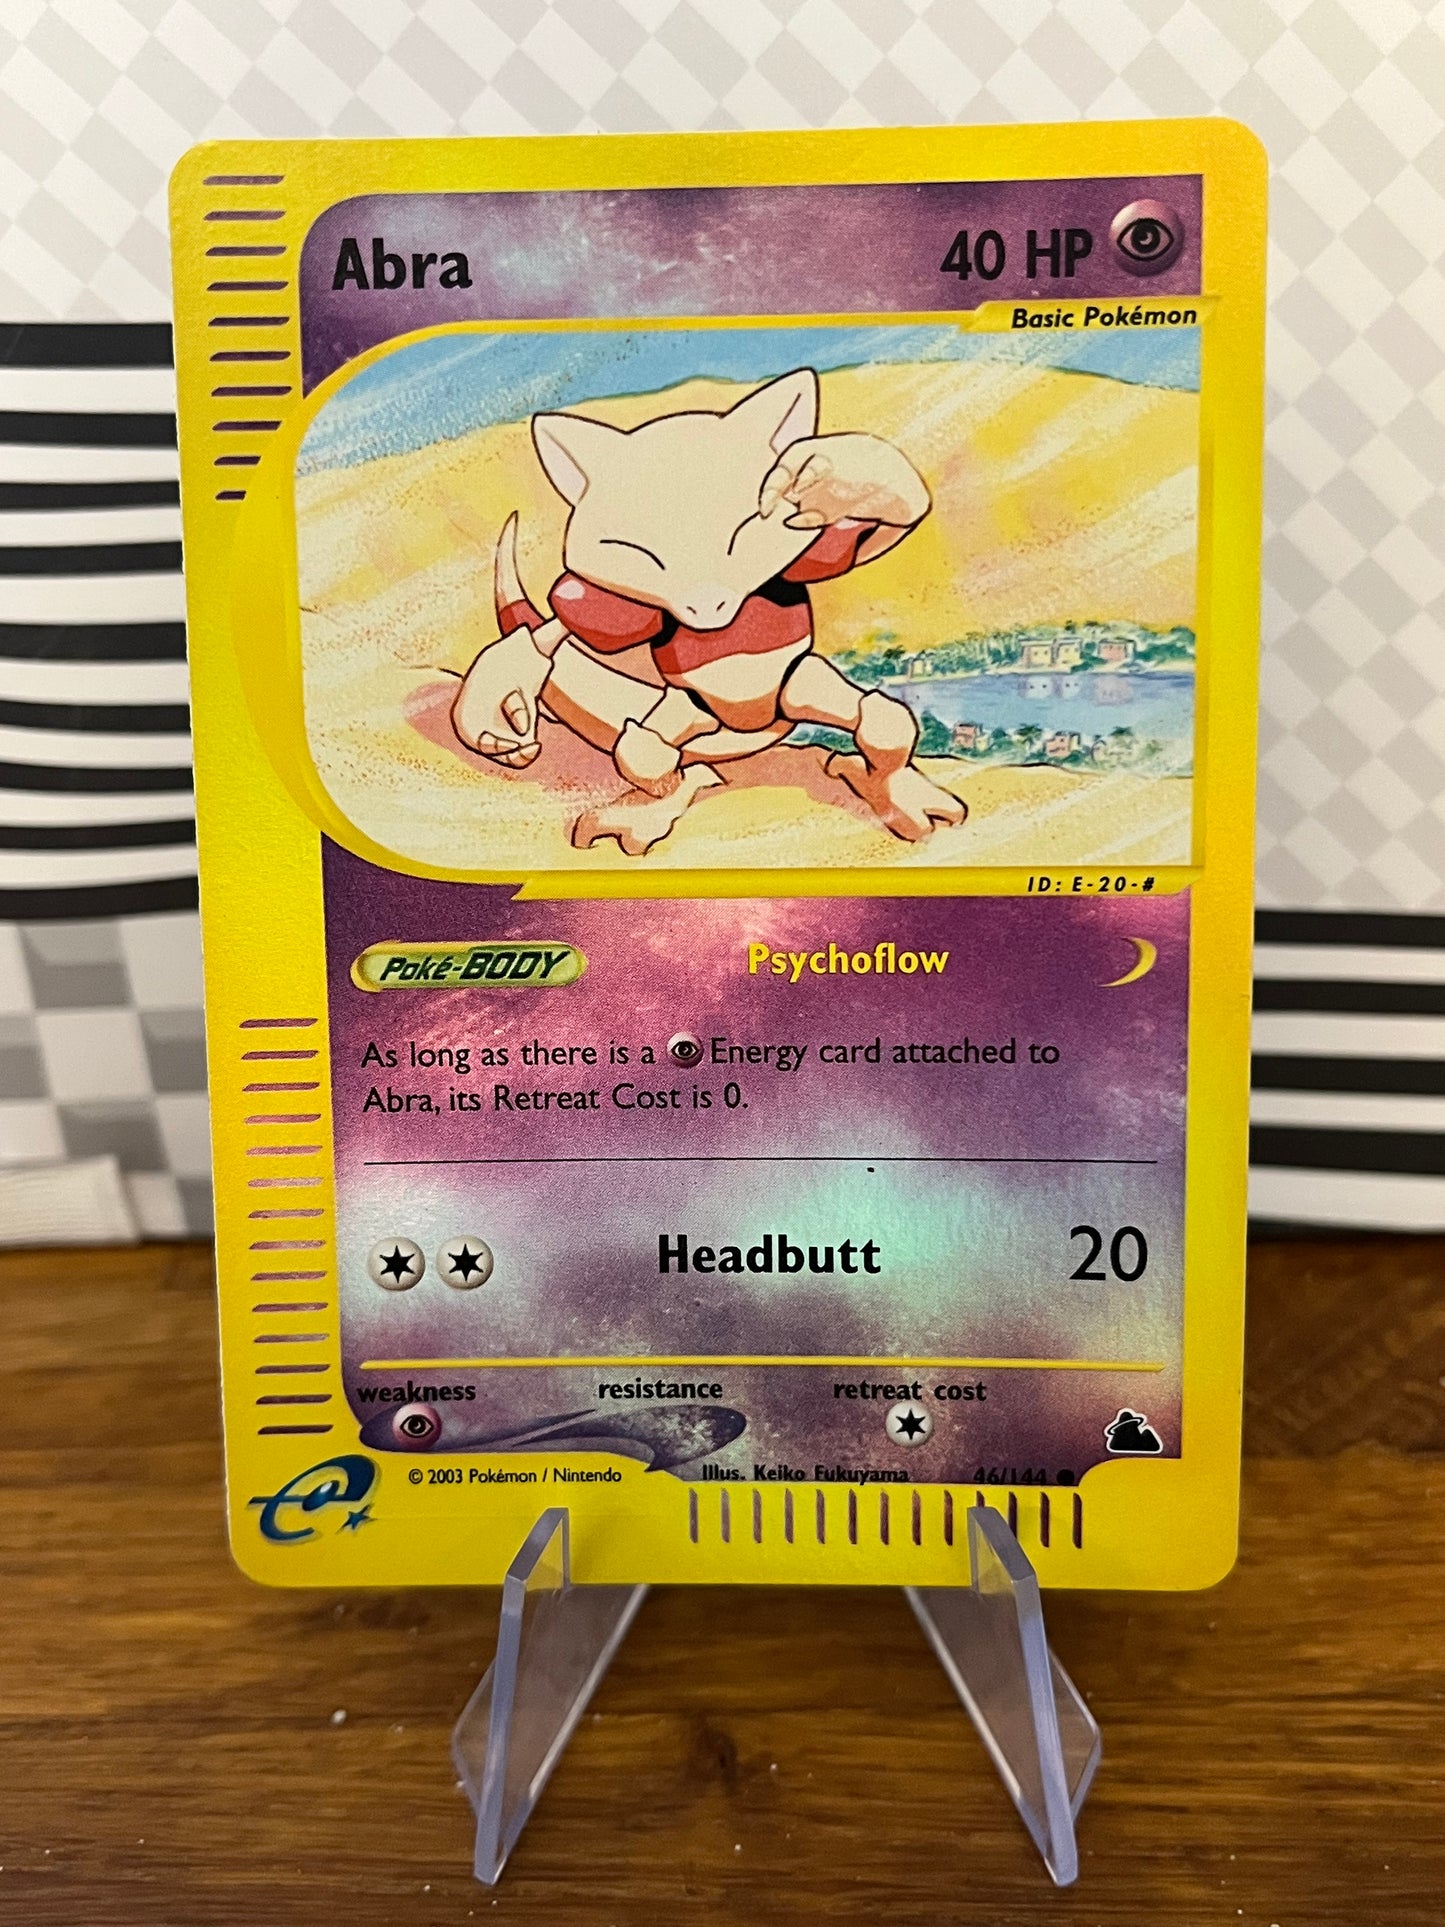 Abra
40 HP
Basic Pokémon
ID: E-20-#
Poké-BODY
Psychoflow
As long as there is a Energy card attached to
Abra, its Retreat Cost is 0.
Headbutt
20
weakness
resistance
retreat cost
© 2003 Pokémon / Nintendo
Illus. Keiko Fukuyama
46/144
e